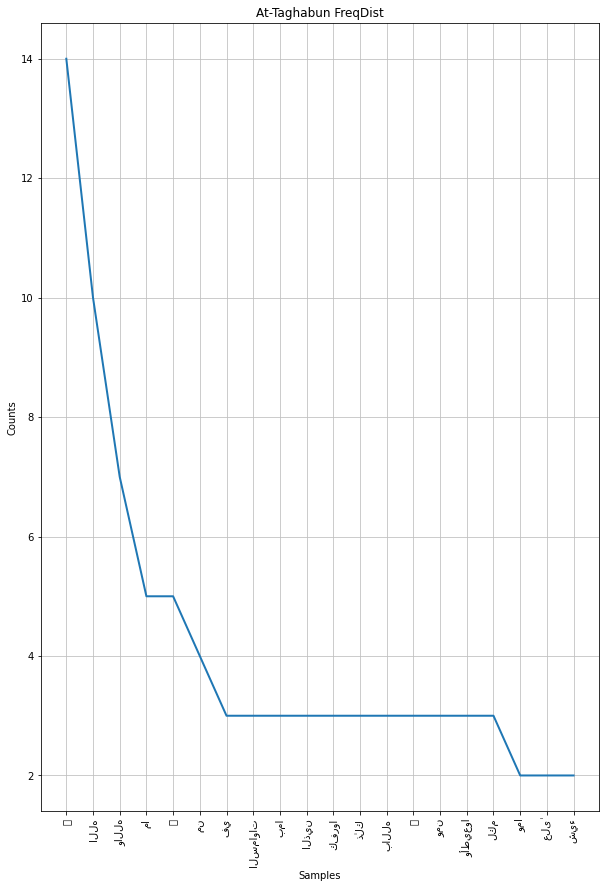 At-Taghabun FreqDist
14
12
10
8
6
4
2
Counts
الله
والله
ما
من
في
السماوات
بما
الذين
كفروا
ذٰلك
بالله
ومن
وأطيعوا
لكم
وما
علىٰ
شيء
Samples